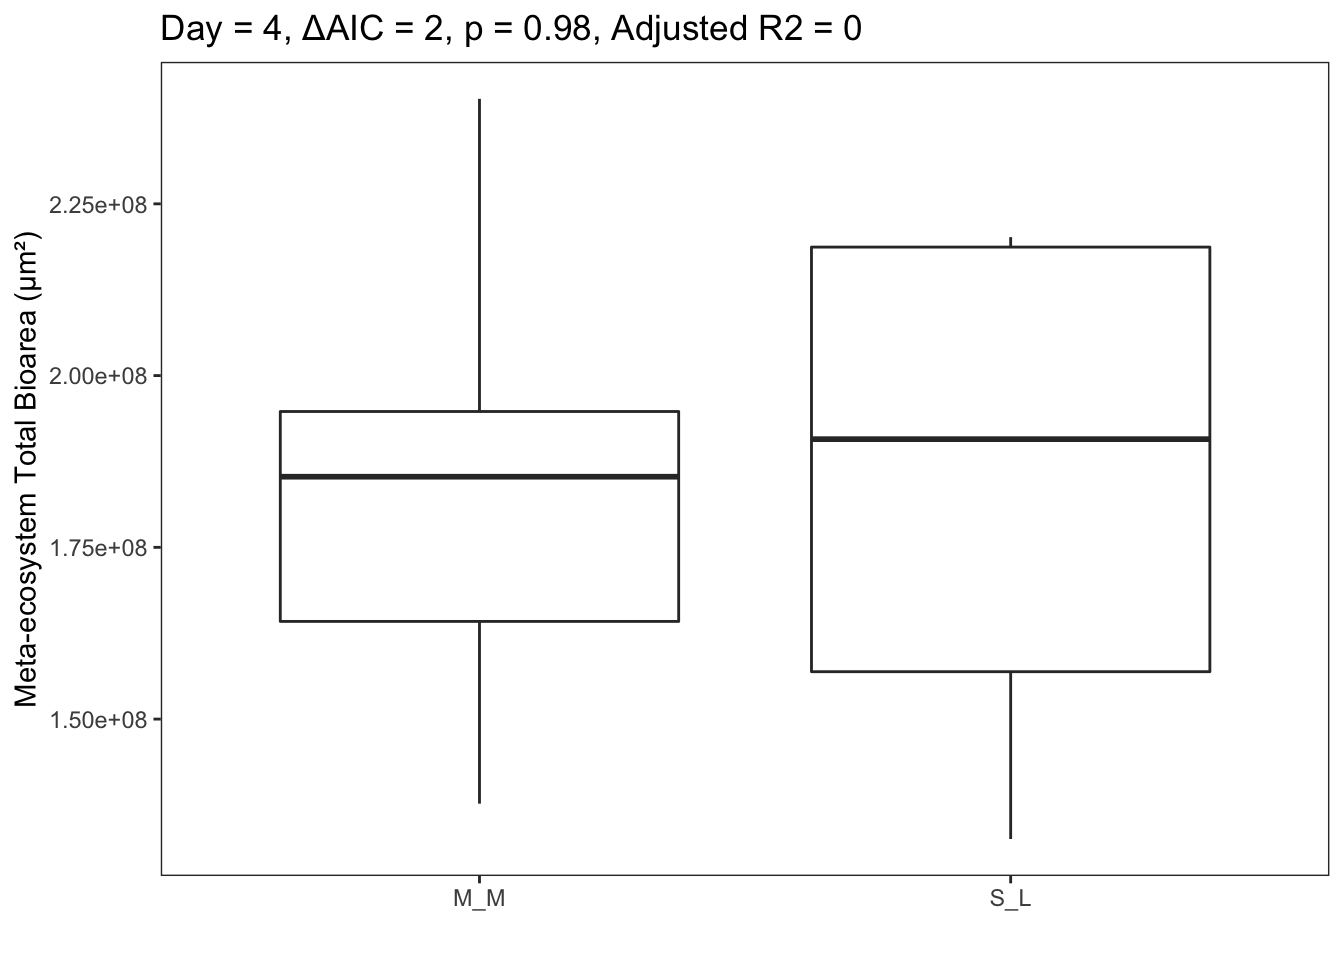 Day = 4, ΔAIC = 2, p = 0.98, Adjusted R2 = 0
Meta-ecosystem Total Bioarea (μm²)
2.25e+08
2.00e+08
1.75e+08
1.50e+08
M_M
S_L